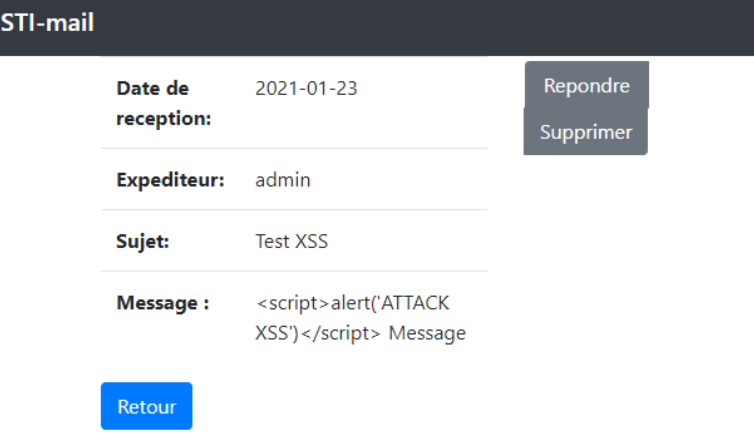 STI-mail
Date de
reception:
2021-01-23
Repondre
Supprimer
Expediteur:
admin
Sujet:
Test XSS
Message :
<script>alert('ATTACK
XSS')</script> Message
Retour